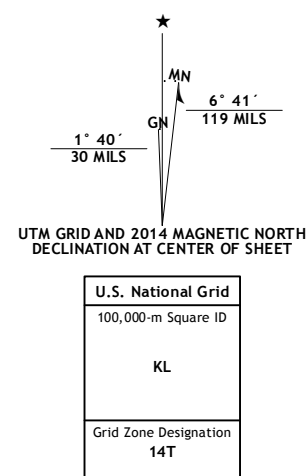 ★
MN
GN
6° 41´
119 MILS
1° 40´
30 MILS
UTM GRID AND 2014 MAGNETIC NORTH
DECLINATION AT CENTER OF SHEET
U.S. National Grid
100,000-m Square ID
KL
Grid Zone Designation
14T